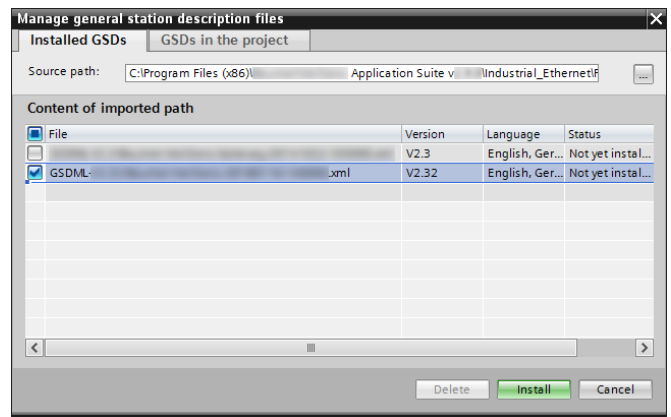 Manage general station description files
Installed GSDs GSDs in the project
Source path: C:\Program Files (x86)\ Application Suite v \Industrial_Ethernet\F ...
Content of imported path
File Version Language Status
V2.3 English, Ger... Not yet instal...
GSDML- .xml V2.32 English, Ger... Not yet instal...
Delete Install Cancel